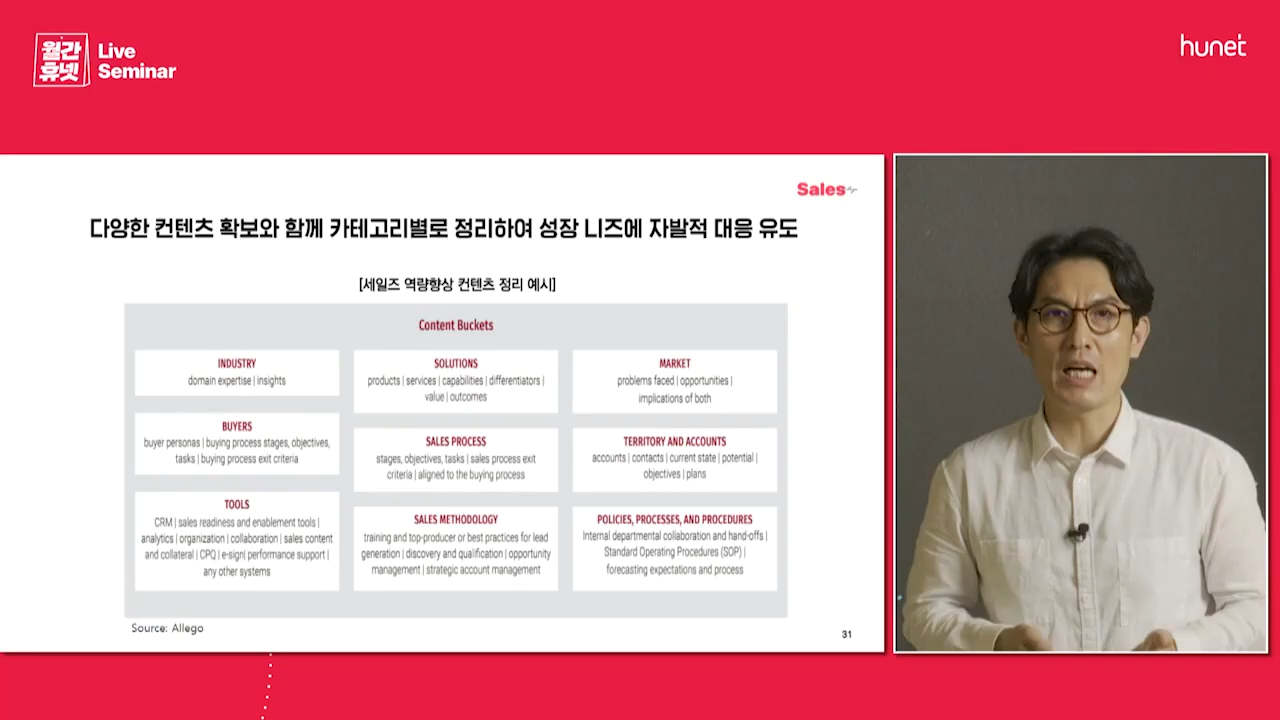 월간
휴넷
Live
Seminar
hunet
Sales
다양한 컨텐츠 확보와 함께 카테고리별로 정리하여 성장 니즈에 자발적 대응 유도
[세일즈 역량향상 컨텐츠 정리 예시]
Content Buckets
INDUSTRY
domain expertise | insights
SOLUTIONS
products | services | capabilities | differentiators |
value | outcomes
MARKET
problems faced | opportunities |
implications of both
BUYERS
buyer personas | buying process stages, objectives,
tasks | buying process exit criteria
SALES PROCESS
stages, objectives, tasks | sales process exit
criteria | aligned to the buying process
TERRITORY AND ACCOUNTS
accounts | contacts | current state | potential |
objectives | plans
TOOLS
CRM | sales readiness and enablement tools |
analytics | organization | collaboration | sales content
and collateral | CPQ | e-sign| performance support |
any other systems
SALES METHODOLOGY
training and top-producer or best practices for lead
generation | discovery and qualification | opportunity
management | strategic account management
POLICIES, PROCESSES, AND PROCEDURES
Internal departmental collaboration and hand-offs |
Standard Operating Procedures (SOP) |
forecasting expectations and process
Source: Allego
31